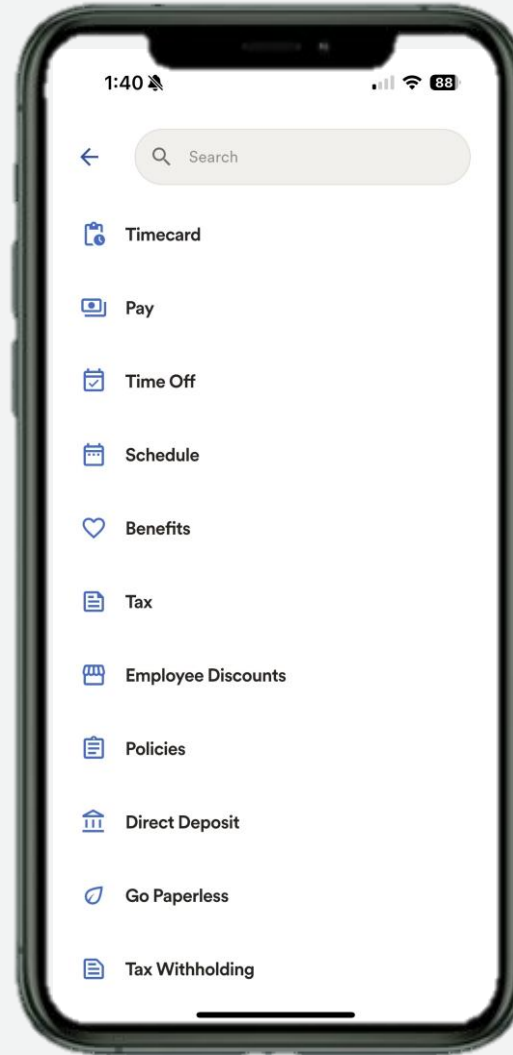 1:40
88
Search
Timecard
Pay
Time Off
Schedule
Benefits
Tax
Employee Discounts
Policies
Direct Deposit
Go Paperless
Tax Withholding